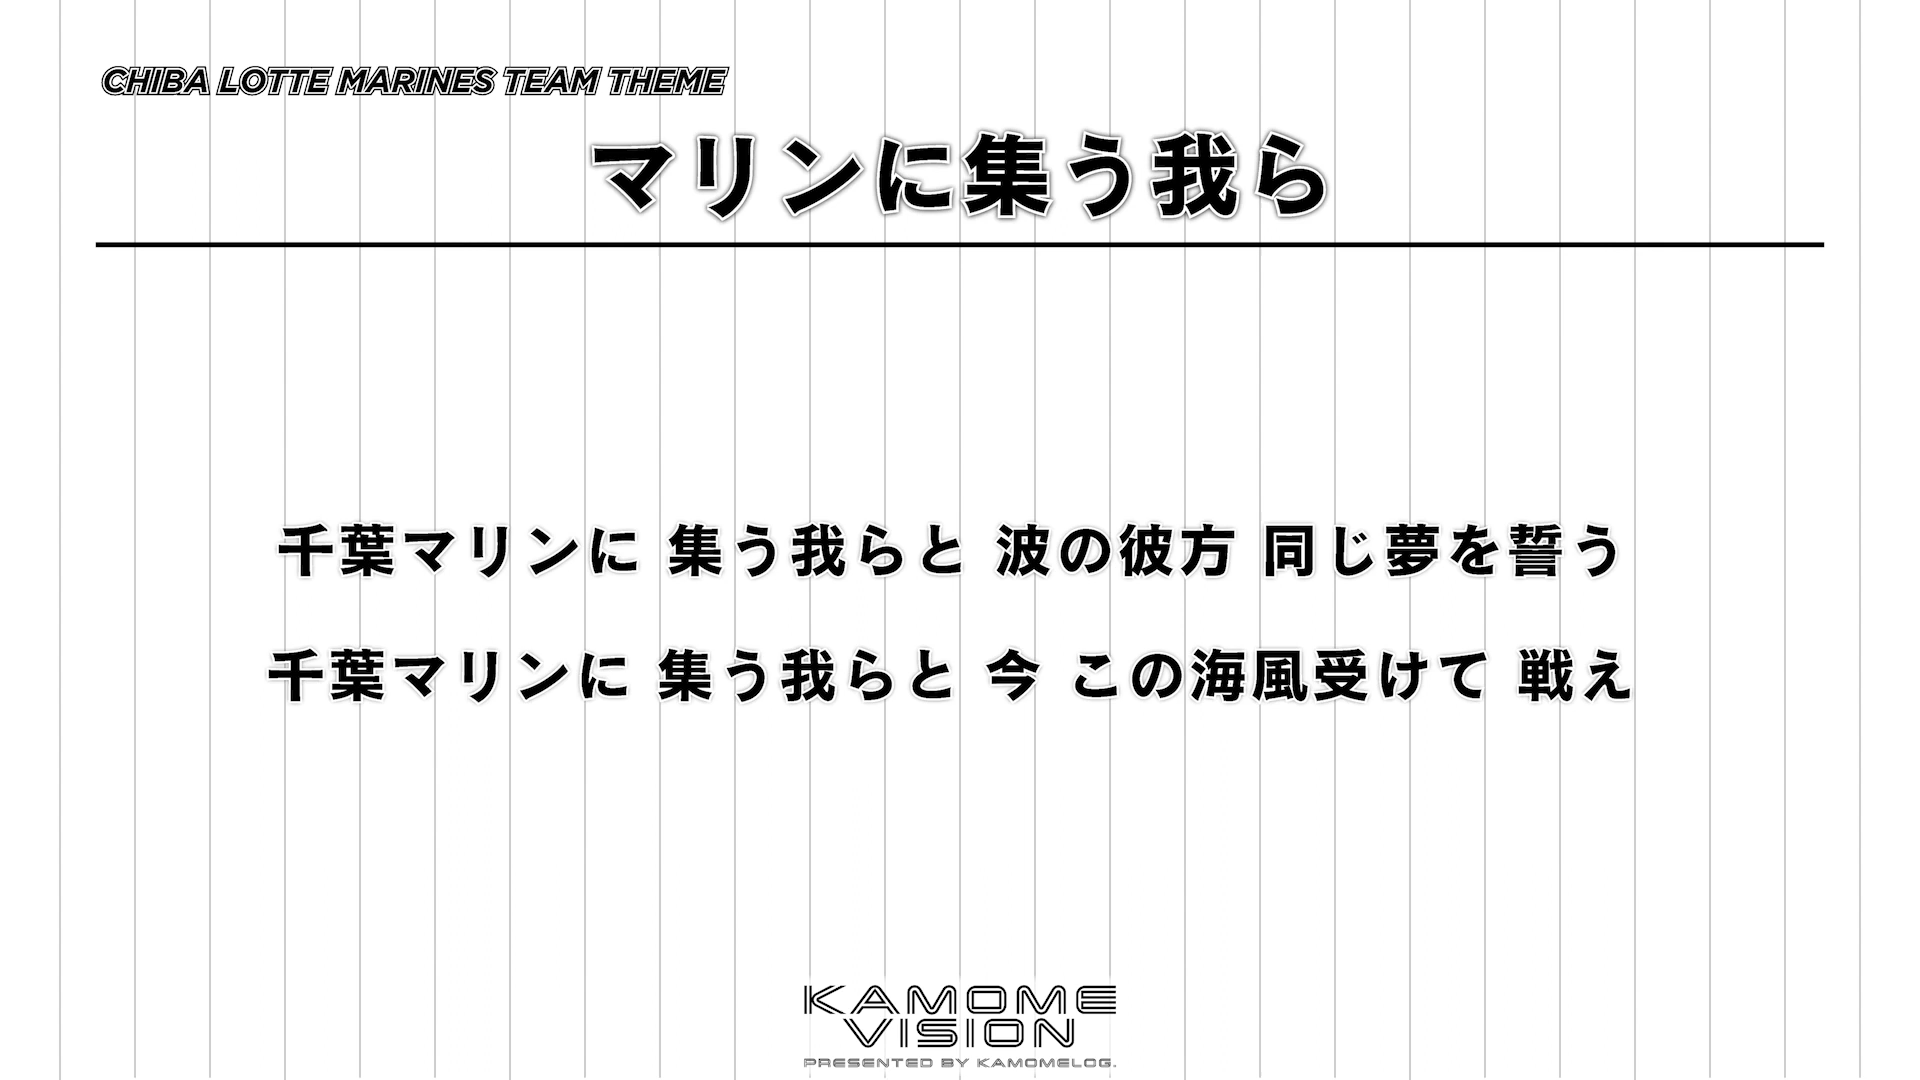 CHIBA LOTTE MARINES TEAM THEME
マリンに集う我ら
千葉マリンに 集う我らと 波の彼方 同じ夢を誓う
千葉マリンに 集う我らと 今 この海風受けて 戦え
KAMOME
VISION
PRESENTED BY KAMOMELOG.